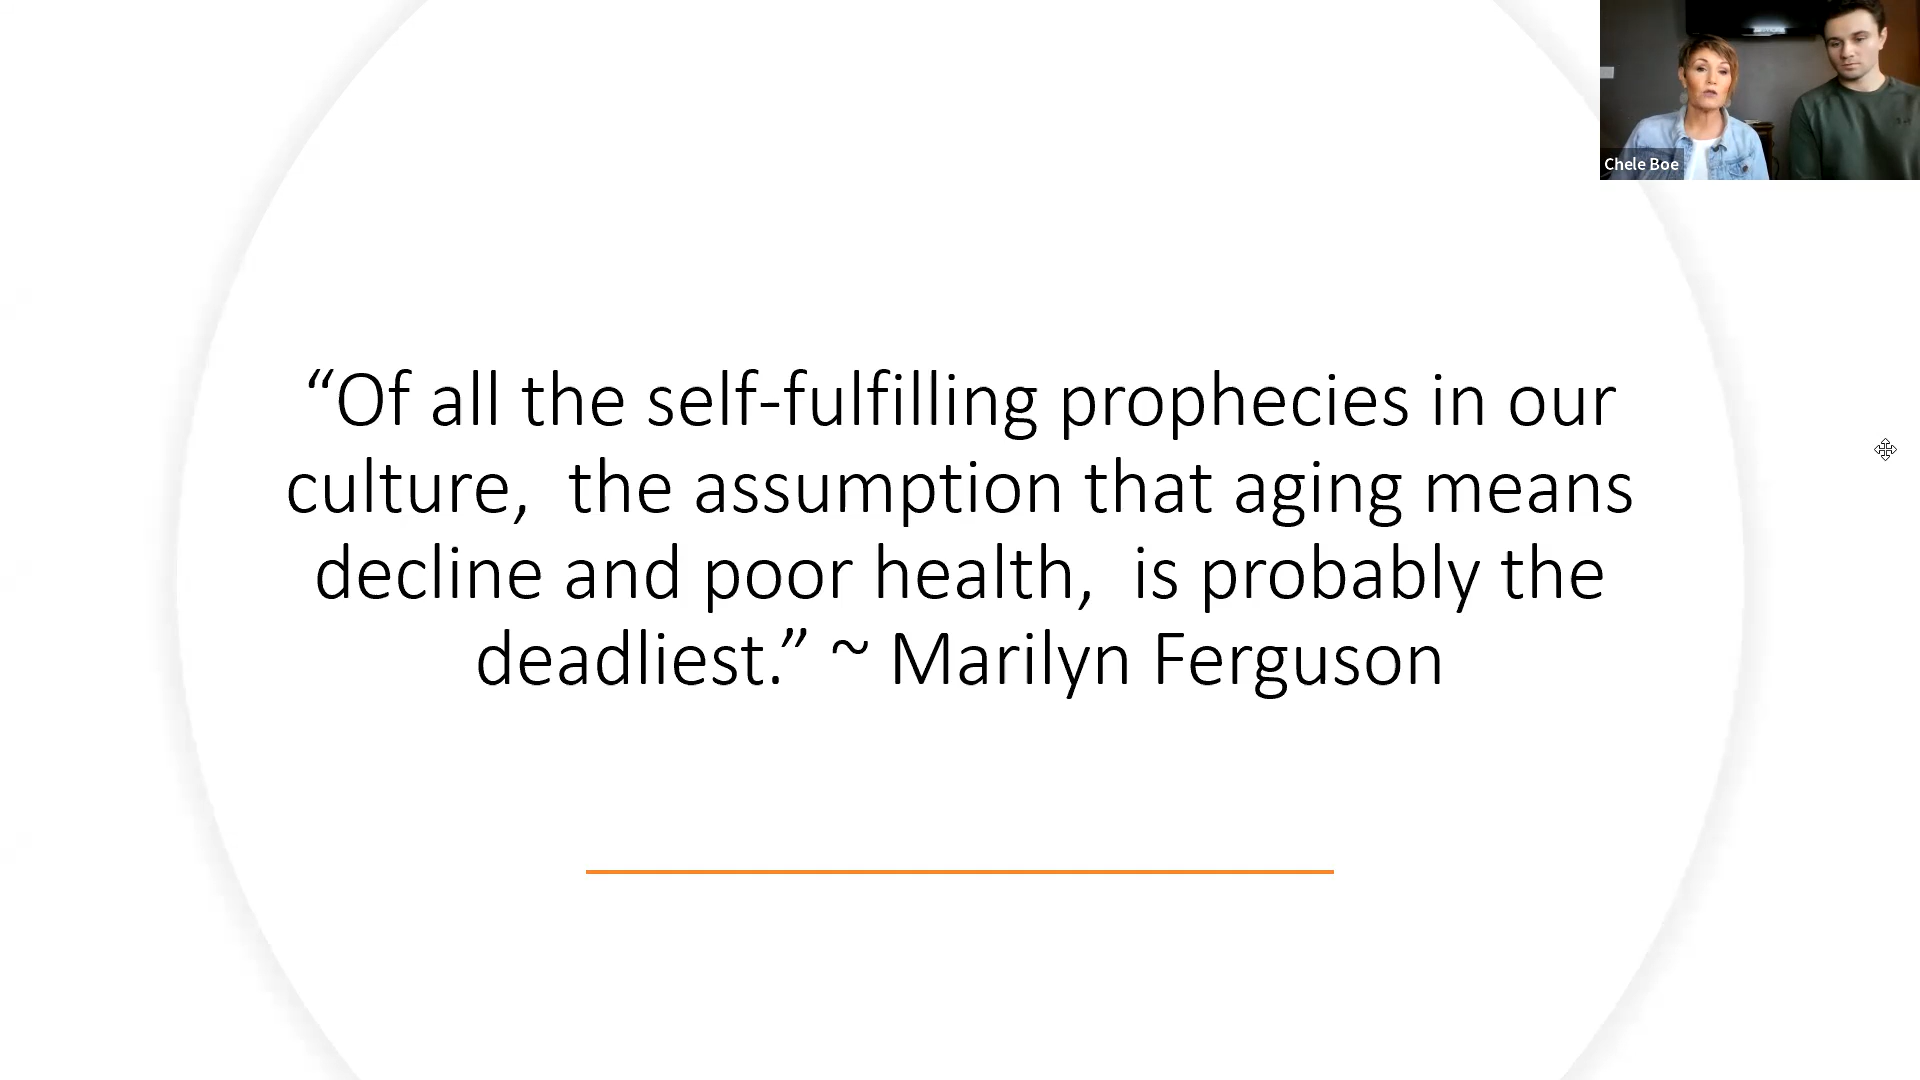 Chele Boe
“Of all the self-fulfilling prophecies in our
culture,  the assumption that aging means
decline and poor health,  is probably the
deadliest.” ~ Marilyn Ferguson